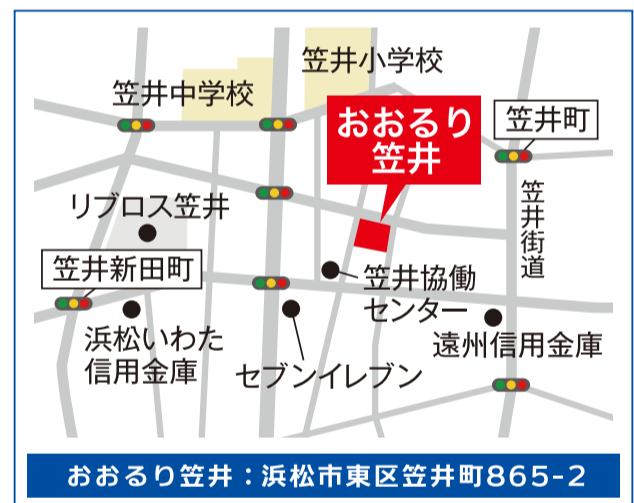 笠井小学校
笠井中学校
おおるり
笠井
笠井町
リブロス笠井
笠井街道
笠井新田町
笠井協働
センター
浜松いわた
信用金庫
セブンイレブン
遠州信用金庫
おおるり笠井：浜松市東区笠井町865-2